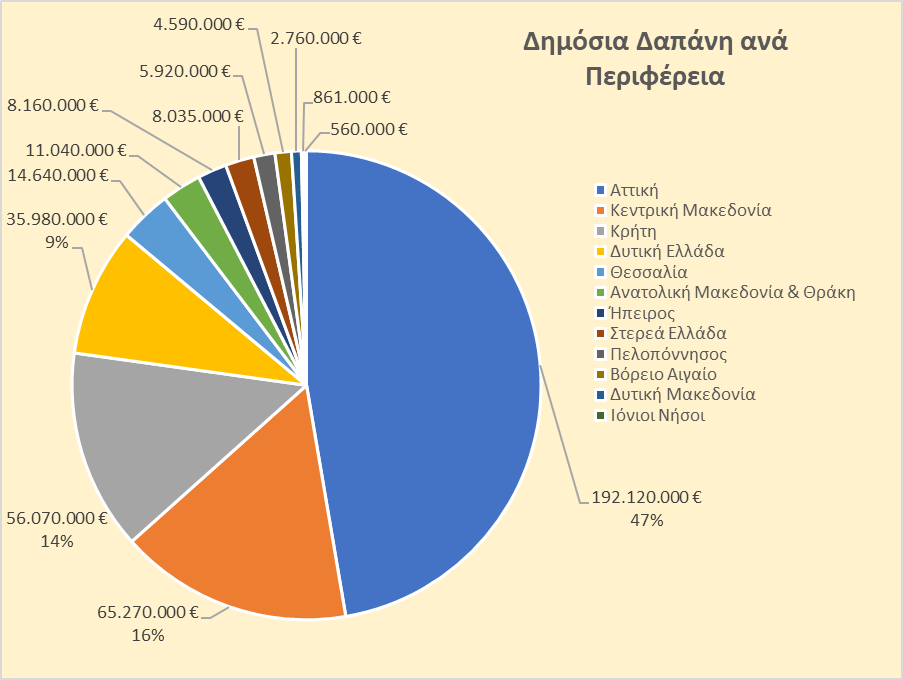 Δημόσια Δαπάνη ανά
Περιφέρεια
4.590.000 €
2.760.000 €
5.920.000 €
861.000 €
8.160.000 €
8.035.000 €
560.000 €
11.040.000 €
14.640.000 €
35.980.000 €
9%
Αττική
Κεντρική Μακεδονία
Κρήτη
Δυτική Ελλάδα
Θεσσαλία
Ανατολική Μακεδονία & Θράκη
Ήπειρος
Στερεά Ελλάδα
Πελοπόννησος
Βόρειο Αιγαίο
Δυτική Μακεδονία
Ιόνιοι Νήσοι
192.120.000 €
47%
56.070.000 €
14%
65.270.000 €
16%